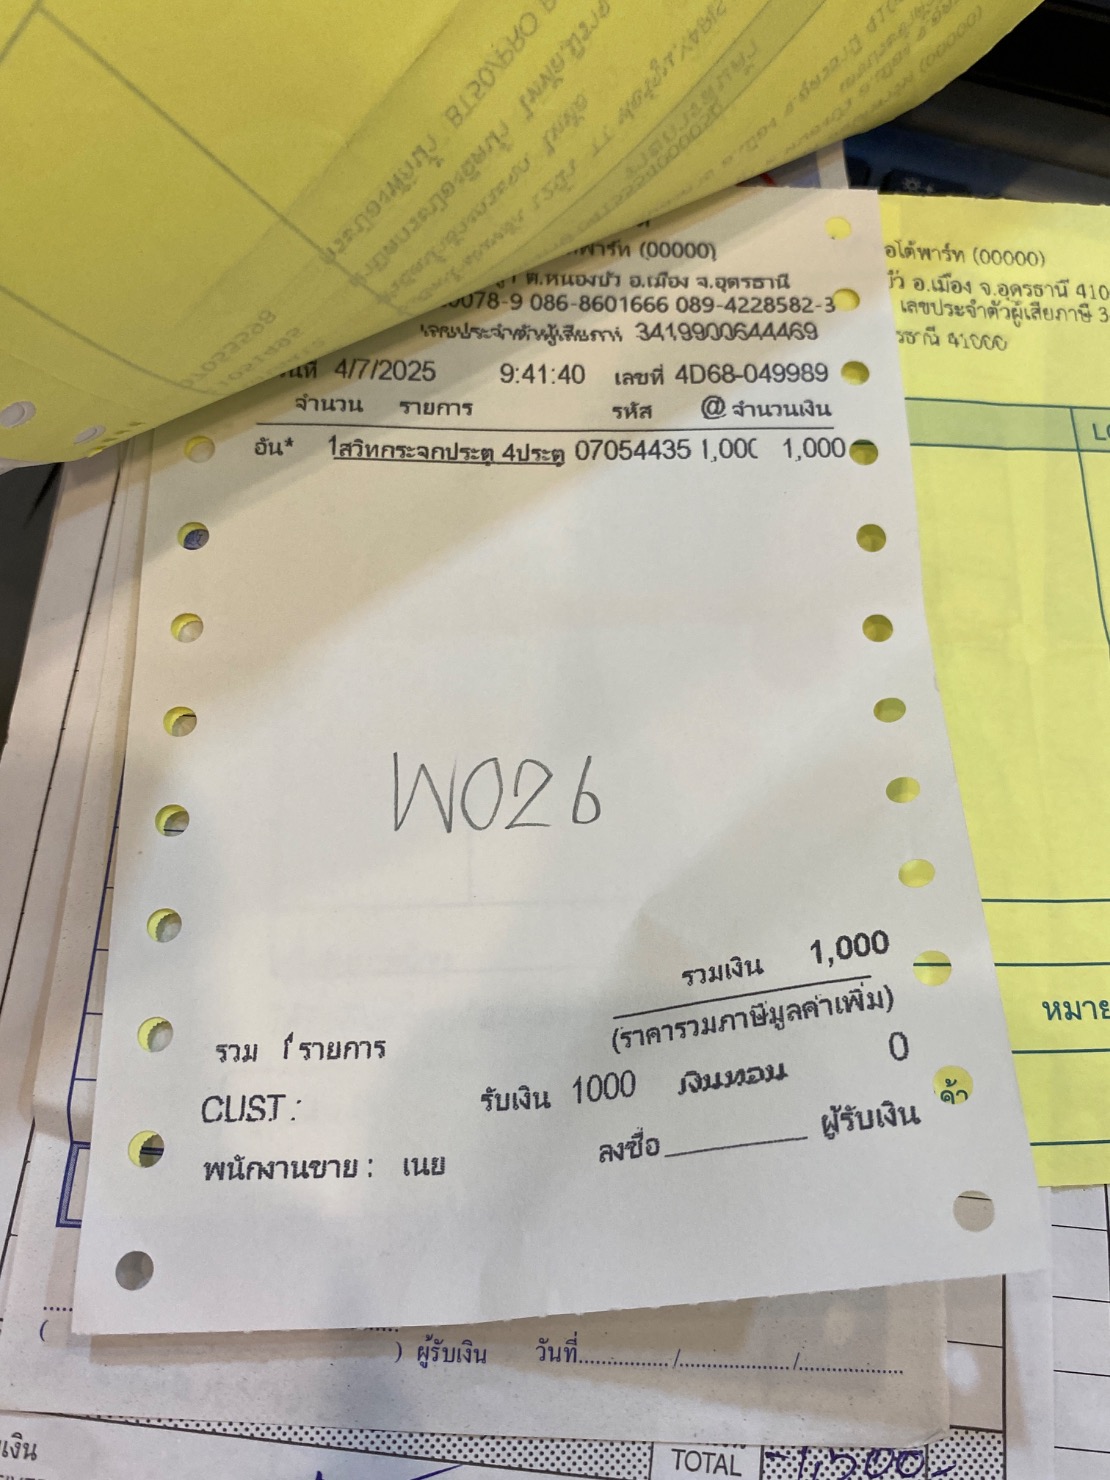 พาร์ท (00000)
ต.หนองบัว อ.เมือง จ.อุดรธานี
0078-9 086-8601666 089-4228582-3
เลขประจำตัวผู้เสียภาษี 3419900644469
วันที่ 4/7/2025 9:41:40 เลขที่ 4D68-049989
จำนวน รายการ รหัส @ จำนวนเงิน
อัน* 1สวิทกระจกประตู 4ประตู 07054435 1,000 1,000
W026
รวมเงิน 1,000
(ราคารวมภาษีมูลค่าเพิ่ม)
รวม 1 รายการ
CUST : รับเงิน 1000 เงินทอน 0
พนักงานขาย : เนย ลงชื่อ ผู้รับเงิน
อโต้พาร์ท (00000)
อ.เมือง จ.อุดรธานี 410
เลขประจำตัวผู้เสียภาษี 3
รธานี 41000
หมาย
ค้า
( ) ผู้รับเงิน วันที่............../................/................
เงิน
TOTAL 1,500.-